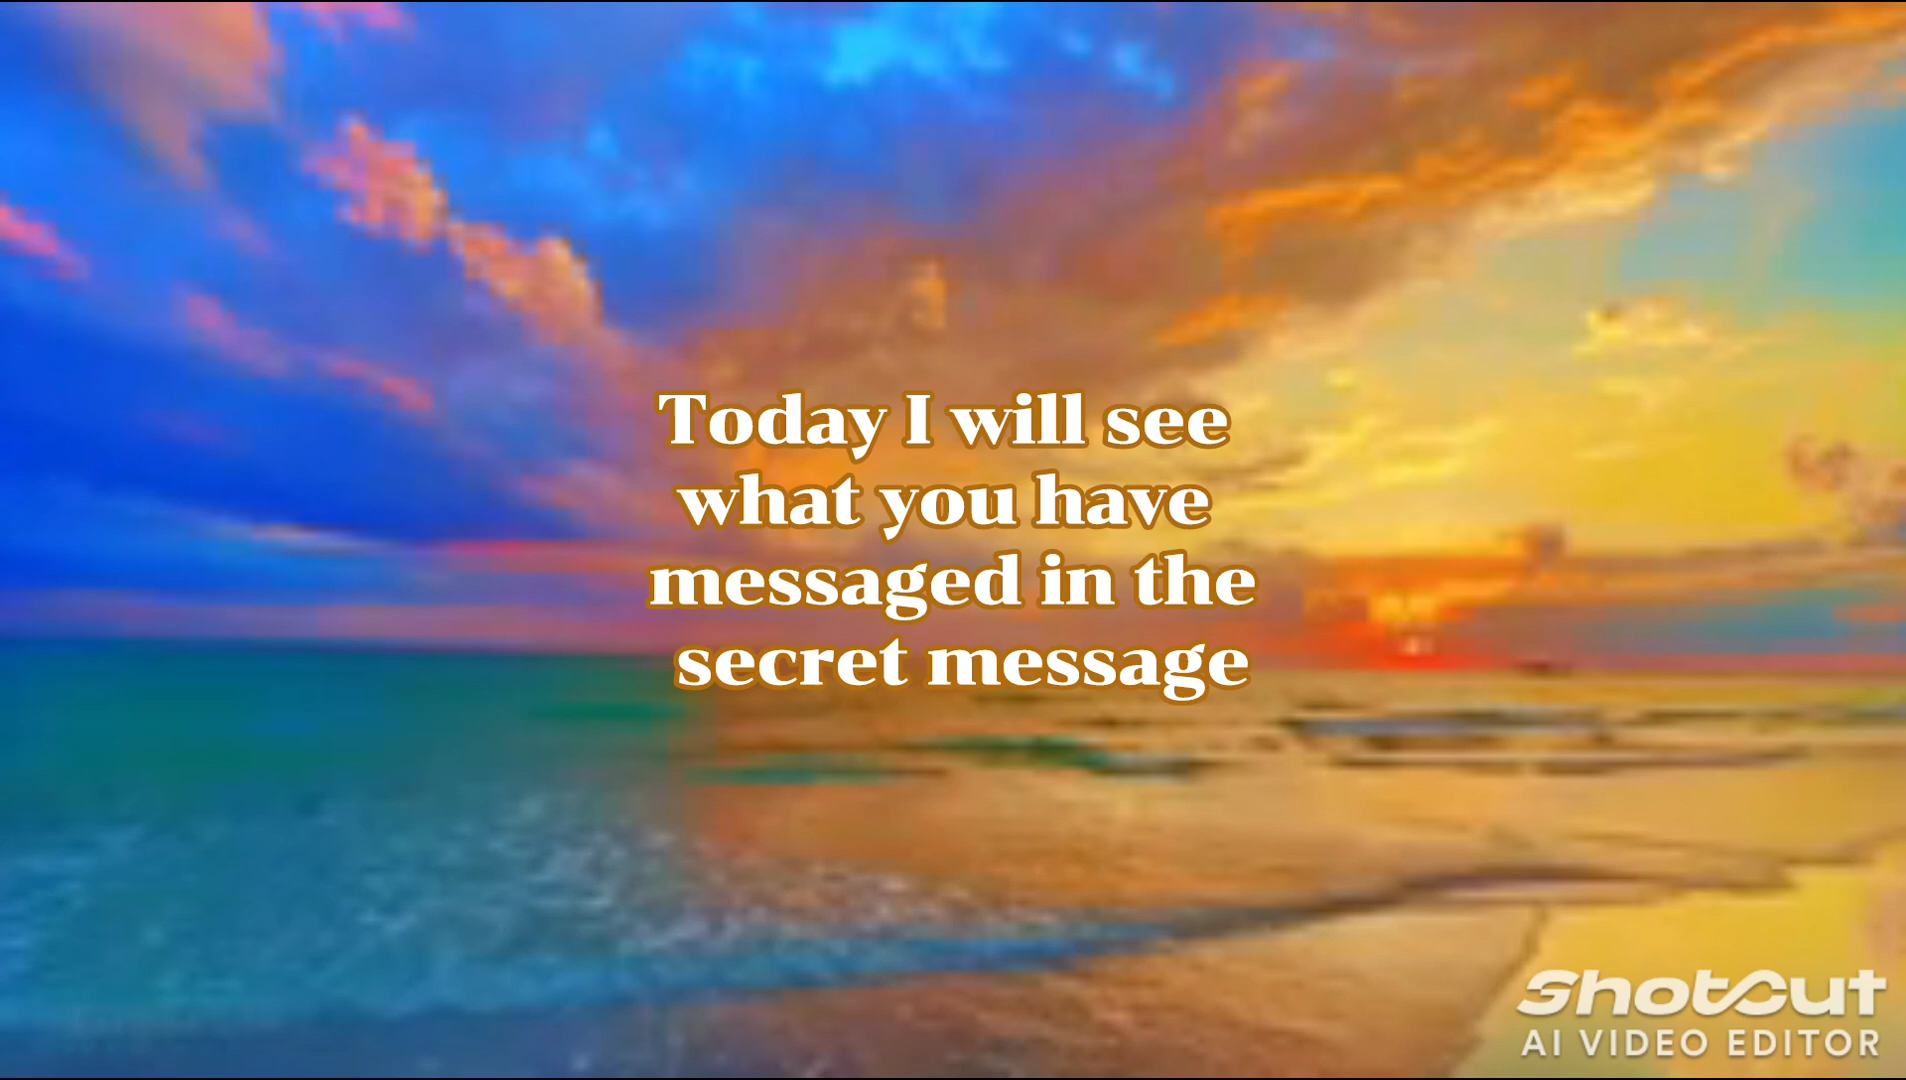 Today I will see
what you have
messaged in the
secret message
ShotCut
AI VIDEO EDITOR